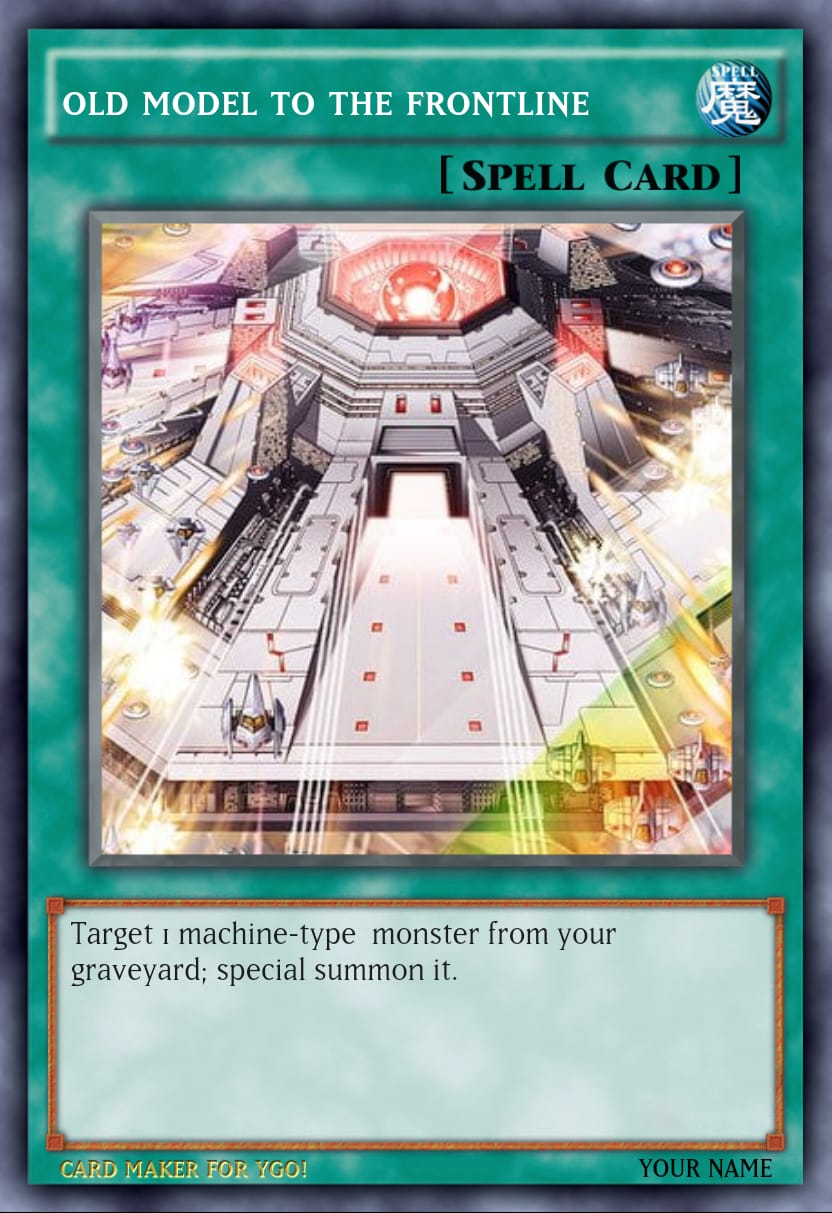 OLD MODEL TO THE FRONTLINE
SPELL
魔
[SPELL CARD]
Target 1 machine-type monster from your
graveyard; special summon it.
CARD MAKER FOR YGO!
YOUR NAME